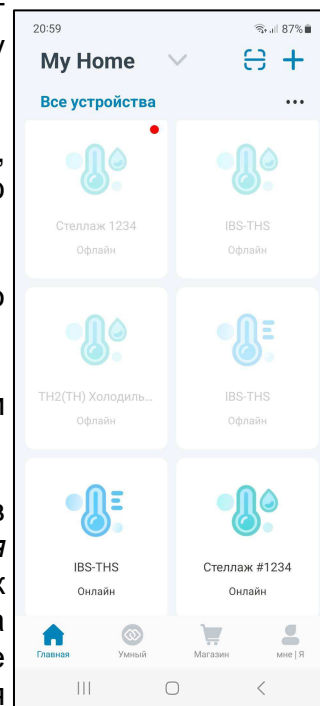 20:59 87%
My Home
Все устройства
Стеллаж 1234 IBS-THS
Офлайн Офлайн
TH2(TH) Холодиль... IBS-THS
Офлайн Офлайн
IBS-THS Стеллаж #1234
Онлайн Онлайн
Главная Умный Магазин мне | Я